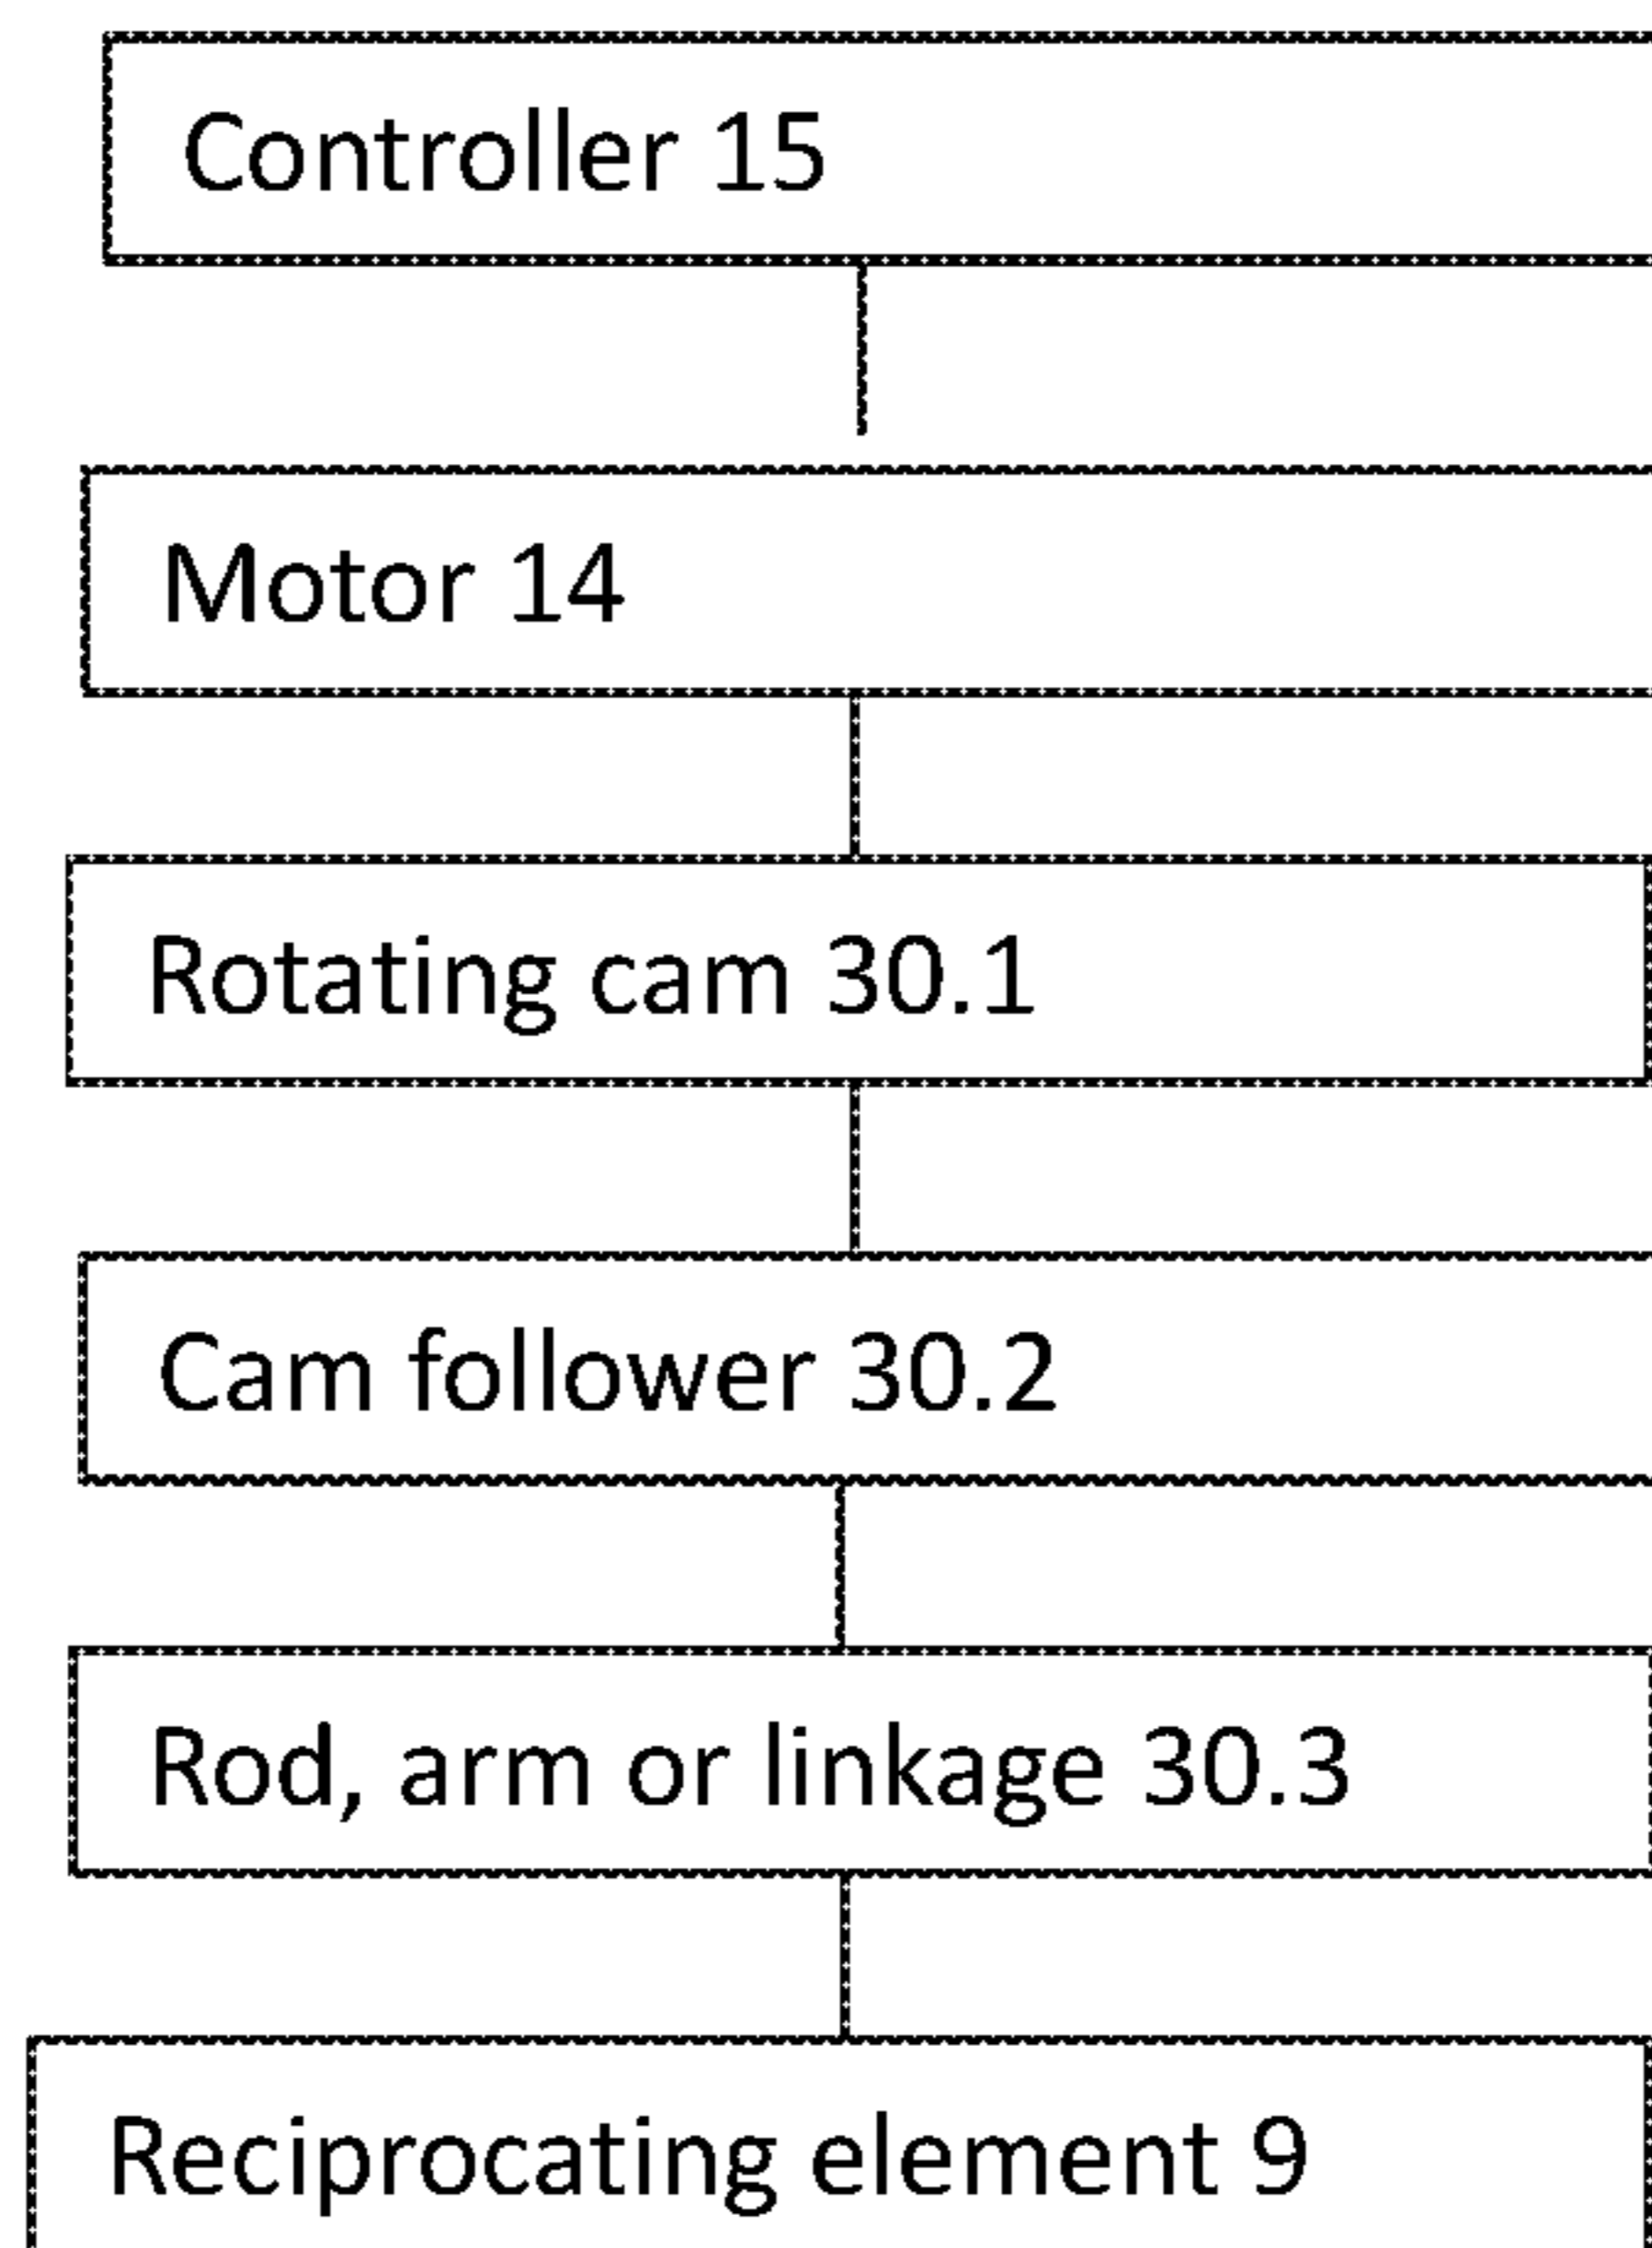 Controller 15
Motor 14
Rotating cam 30.1
Cam follower 30.2
Rod, arm or linkage 30.3
Reciprocating element 9